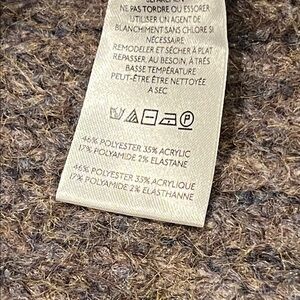 NE PAS TORDRE OU ESSORER
UTILISER UN AGENT DE
BLANCHIMENT SANS CHLORE SI
NÉCESSAIRE
REMODELER ET SÉCHER À PLAT
REPASSER, AU BESOIN, À TRÈS
BASSE TEMPÉRATURE
PEUT-ÊTRE ÊTRE NETTOYÉE
A SEC
P
46% POLYESTER 35% ACRYLIC
17% POLYAMIDE 2% ELASTANE
46% POLYESTER 35% ACRYLIQUE
17% POLYAMIDE 2% ELASTHANNE